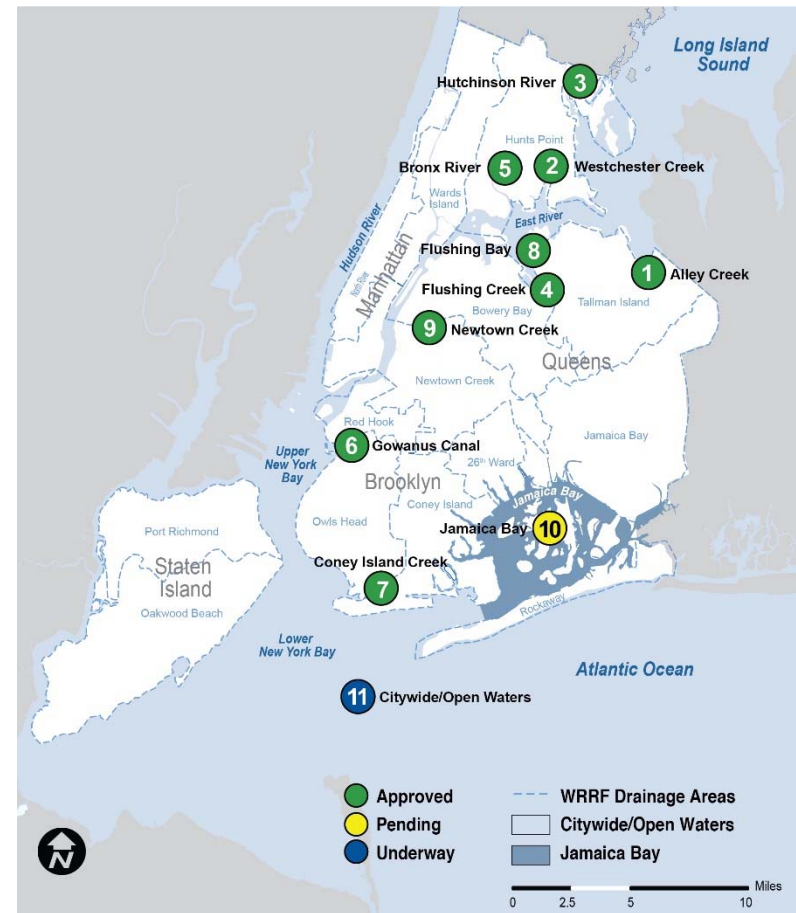 Long Island
Sound
Hutchinson River
3
Hunts Point
Bronx River
5
2
Westchester Creek
Wards
Island
East River
Hudson River
Flushing Bay
8
North River
Manhattan
1
Alley Creek
Flushing Creek
4
Tallman Island
Bowery Bay
9
Newtown Creek
Queens
Newtown Creek
Red Hook
Upper
New York
Bay
6
Gowanus Canal
Jamaica Bay
26th Ward
Brooklyn
Jamaica Bay
Coney Island
Owls Head
Jamaica Bay
10
Port Richmond
Staten
Island
Coney Island Creek
7
Oakwood Beach
Rockaway
Lower
New York Bay
Atlantic Ocean
11
Citywide/Open Waters
Approved
Pending
Underway
WRRF Drainage Areas
Citywide/Open Waters
Jamaica Bay
N
Miles
0 2.5 5 10